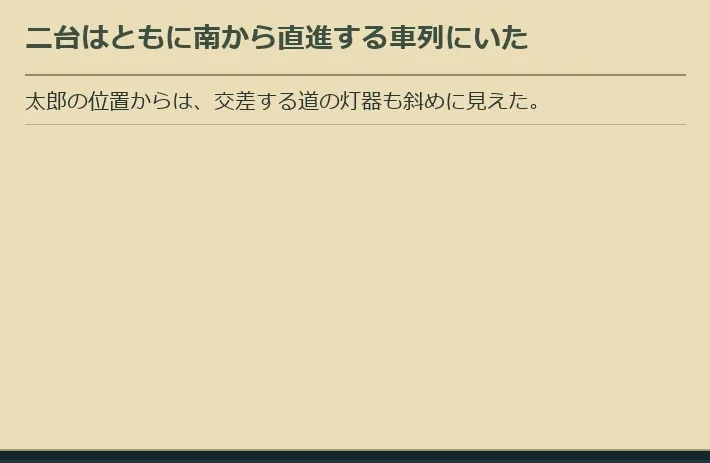 二台はともに南から直進する車列にいた
太郎の位置からは、交差する道の灯器も斜めに見えた。